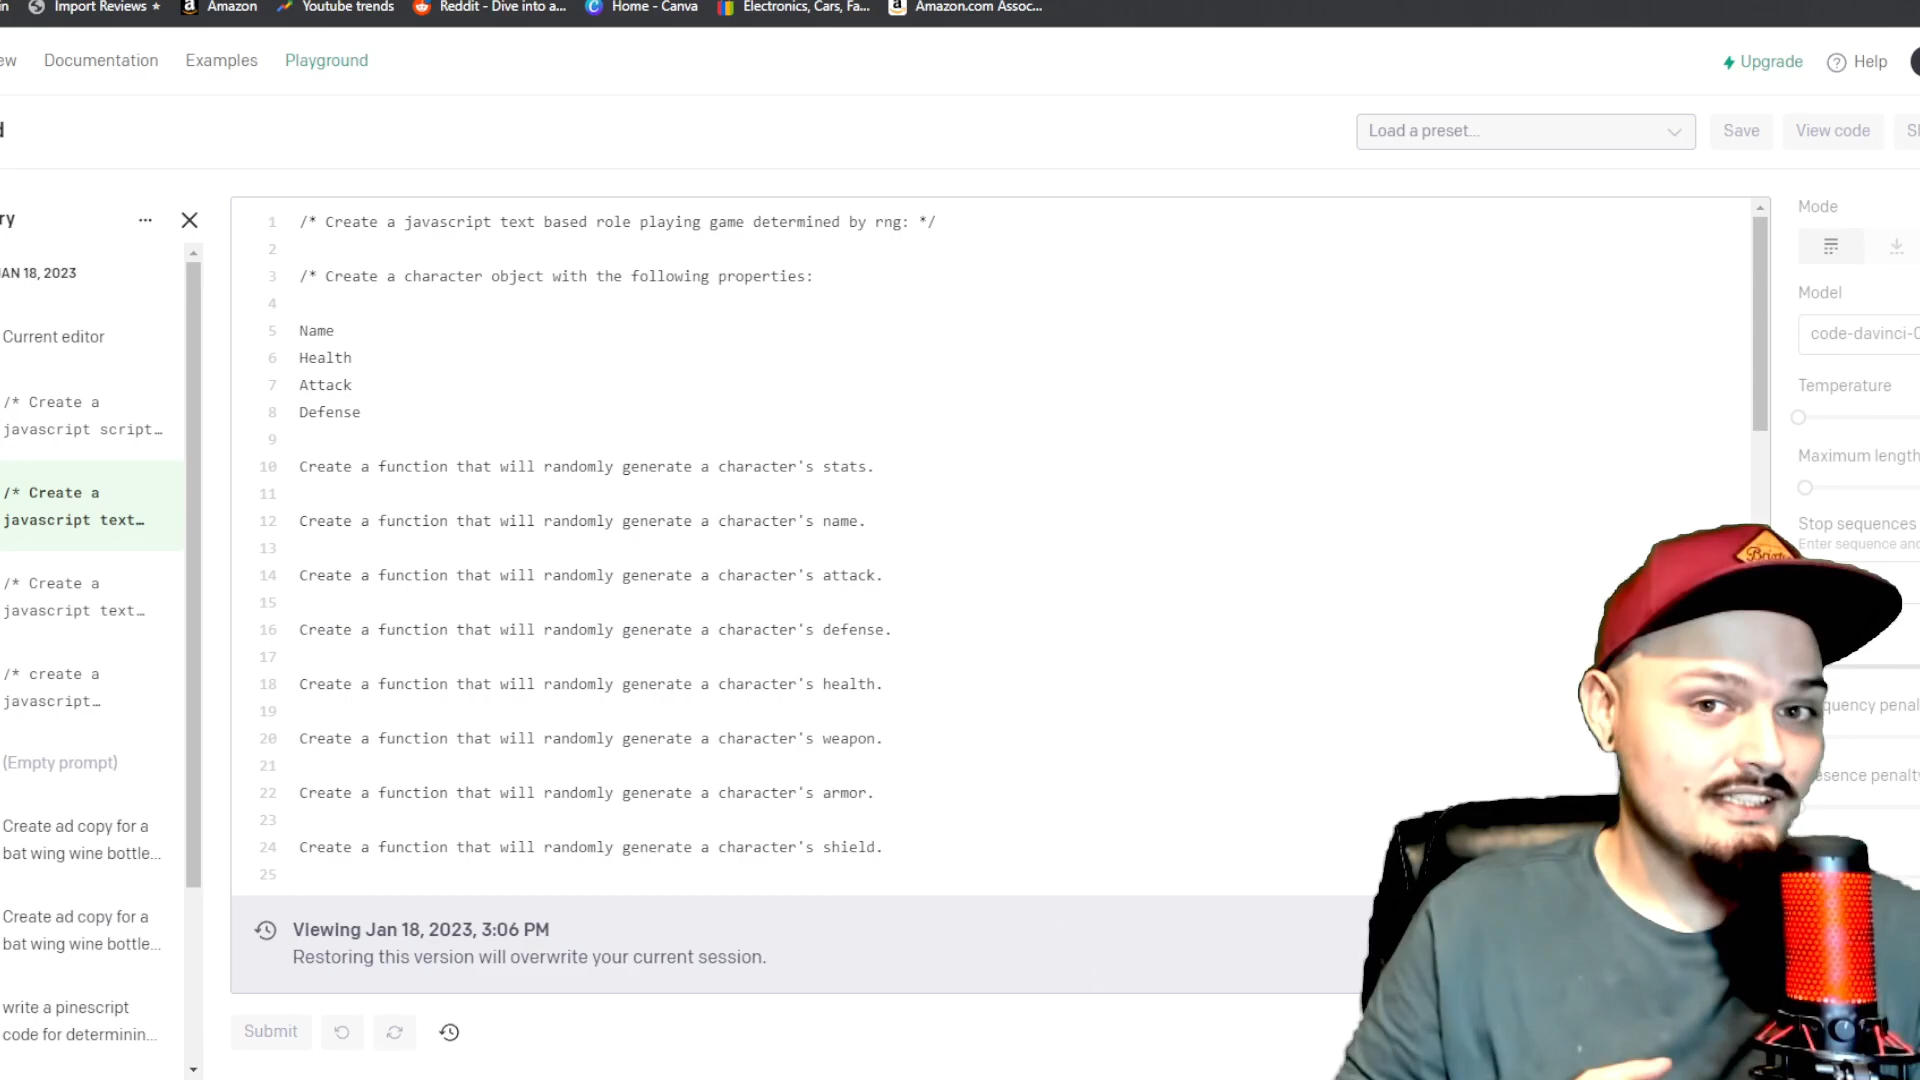 Import Reviews ★
Amazon
Youtube trends
Reddit - Dive into a...
Home - Canva
Electronics, Cars, Fa...
Amazon.com Assoc...
Documentation
Examples
Playground
Upgrade
Help
Load a preset...
Save
View code
JAN 18, 2023
Current editor
/* Create a
javascript script…
/* Create a
javascript text…
/* Create a
javascript text…
/* create a
javascript…
(Empty prompt)
Create ad copy for a
bat wing wine bottle...
Create ad copy for a
bat wing wine bottle...
write a pinescript
code for determinin...
1 /* Create a javascript text based role playing game determined by rng: */
2
3 /* Create a character object with the following properties:
4
5 Name
6 Health
7 Attack
8 Defense
9
10 Create a function that will randomly generate a character's stats.
11
12 Create a function that will randomly generate a character's name.
13
14 Create a function that will randomly generate a character's attack.
15
16 Create a function that will randomly generate a character's defense.
17
18 Create a function that will randomly generate a character's health.
19
20 Create a function that will randomly generate a character's weapon.
21
22 Create a function that will randomly generate a character's armor.
23
24 Create a function that will randomly generate a character's shield.
25
Viewing Jan 18, 2023, 3:06 PM
Restoring this version will overwrite your current session.
Submit
Mode
Model
code-davinci-0
Temperature
Maximum length
Stop sequences
Enter sequence and
quency penal
esence penalty